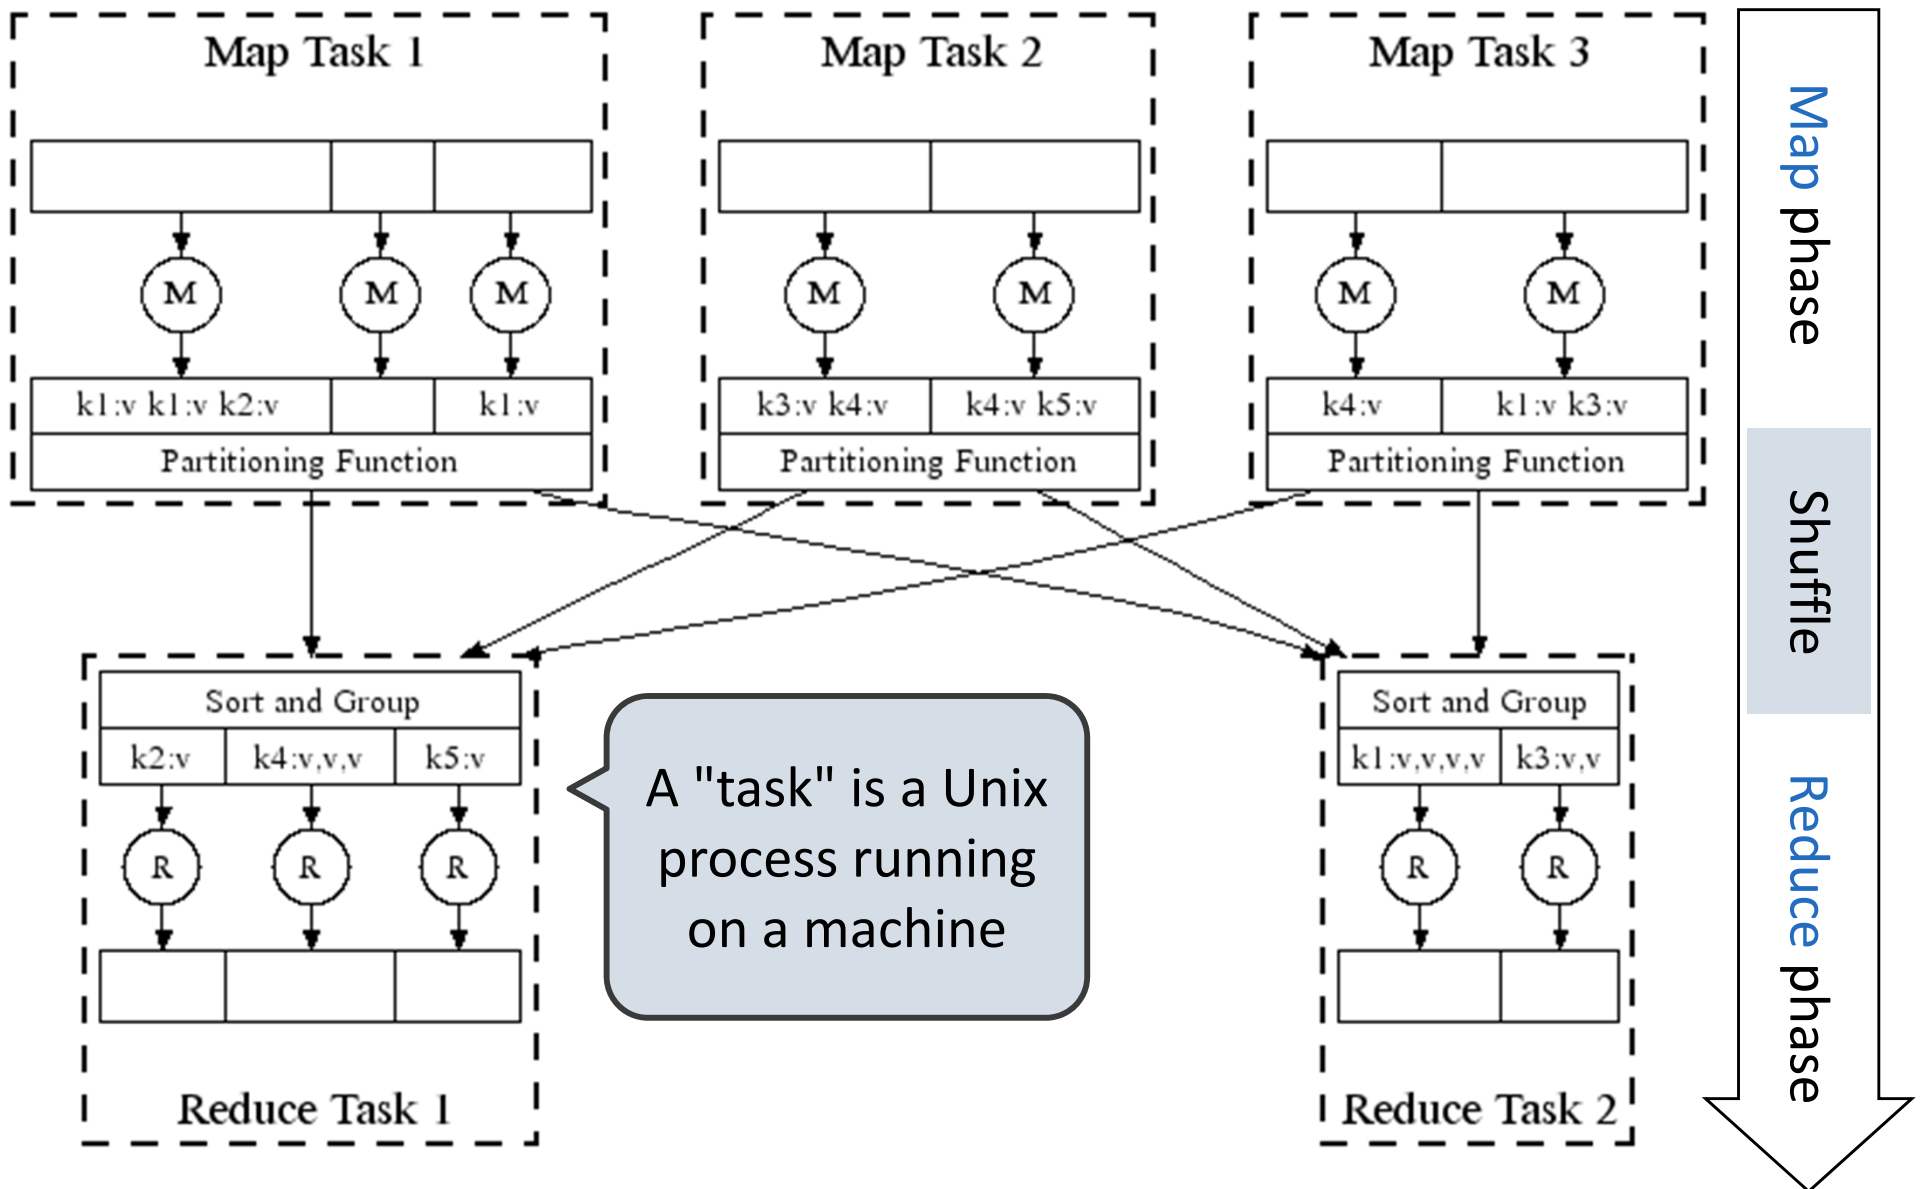 Map Task 1
Map Task 2
Map Task 3
M
M
M
M
M
M
M
k1:v k1:v k2:v
k1:v
k3:v k4:v
k4:v k5:v
k4:v
k1:v k3:v
Partitioning Function
Partitioning Function
Partitioning Function
Sort and Group
Sort and Group
k2:v
k4:v,v,v
k5:v
k1:v,v,v,v
k3:v,v
R
R
R
R
R
Reduce Task 1
Reduce Task 2
A "task" is a Unix
process running
on a machine
Map phase
Shuffle
Reduce phase